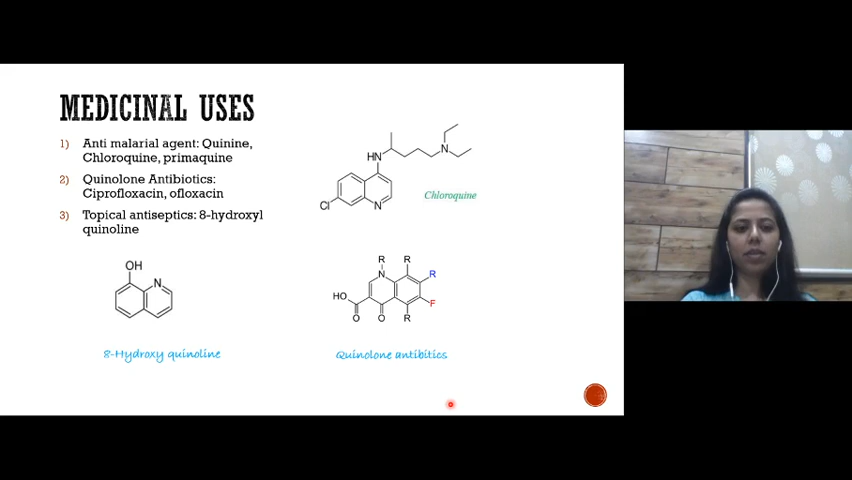 MEDICINAL USES
1) Anti malarial agent: Quinine,
Chloroquine, primaquine
2) Quinolone Antibiotics:
Ciprofloxacin, ofloxacin
3) Topical antiseptics: 8-hydroxyl
quinoline
HN
N
Cl
N
Chloroquine
OH
N
8-Hydroxy quinoline
R
R
N
R
HO
F
O
O
R
Quinolone antibitics